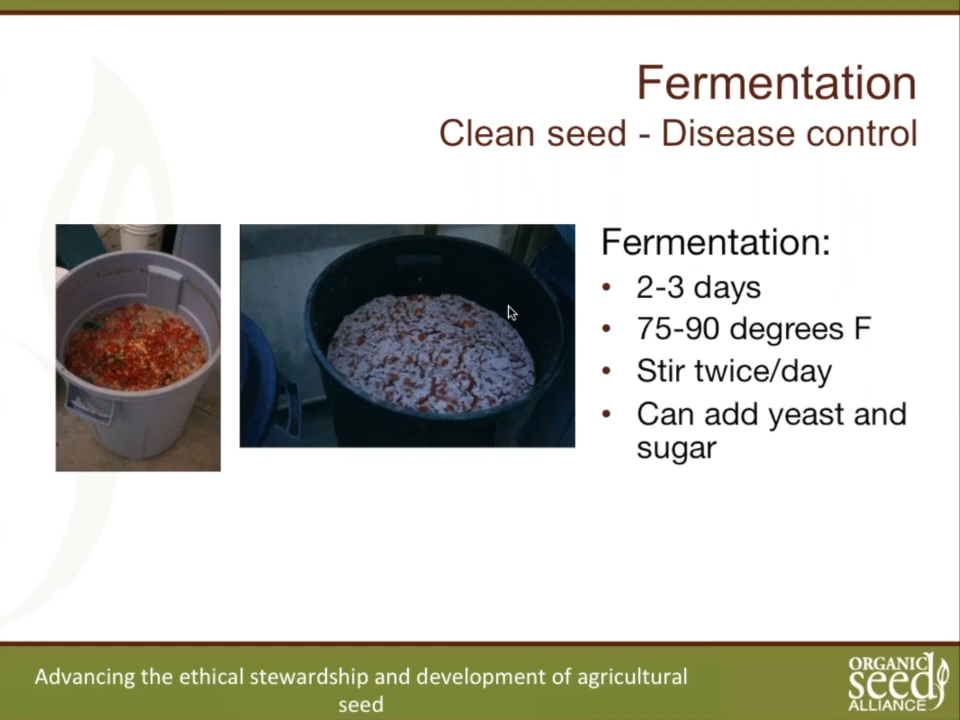 Fermentation
Clean seed - Disease control
Fermentation:
• 2-3 days
• 75-90 degrees F
• Stir twice/day
• Can add yeast and
sugar
Advancing the ethical stewardship and development of agricultural
seed
ORGANIC
seed
ALLIANCE